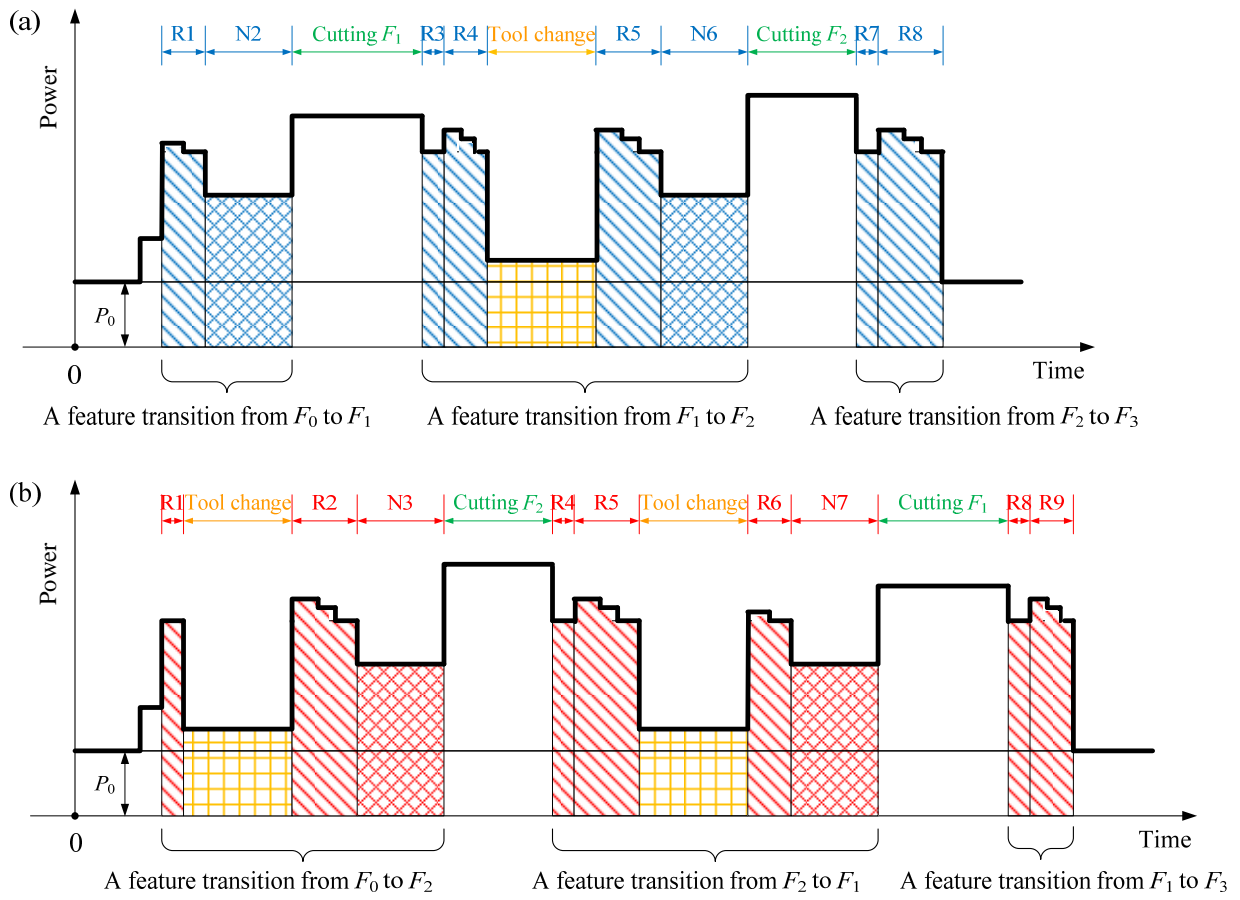 (a)
R1 N2 Cutting F1 R3 R4 Tool change R5 N6 Cutting F2 R7 R8
Power
P0
0
Time
A feature transition from F0 to F1
A feature transition from F1 to F2
A feature transition from F2 to F3
(b)
R1 Tool change R2 N3 Cutting F2 R4 R5 Tool change R6 N7 Cutting F1 R8 R9
Power
P0
0
Time
A feature transition from F0 to F2
A feature transition from F2 to F1
A feature transition from F1 to F3